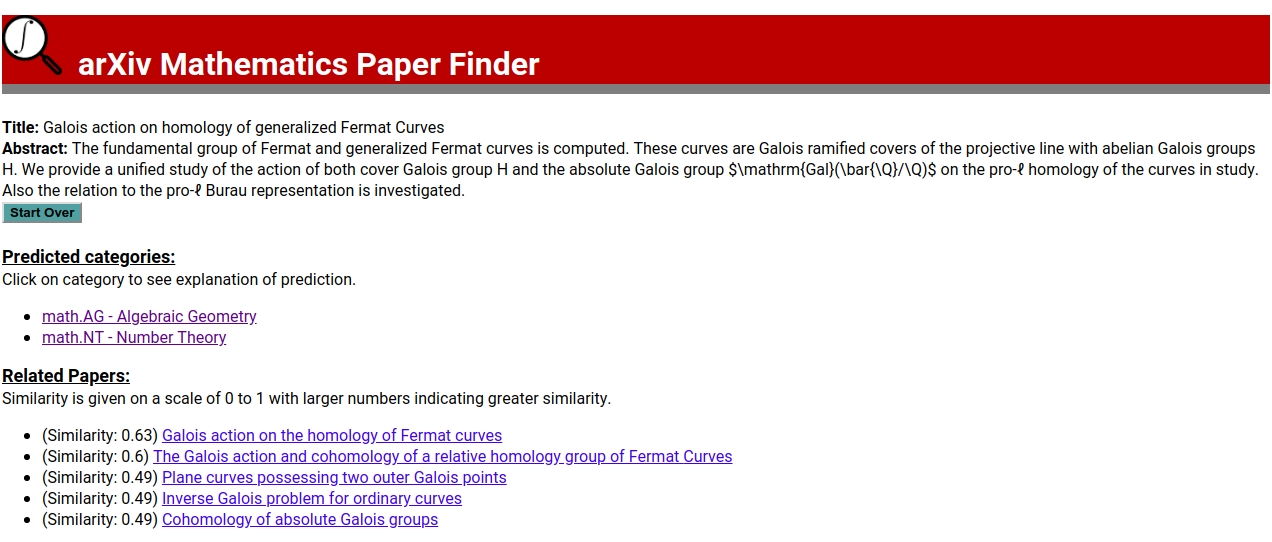 arXiv Mathematics Paper Finder
Title: Galois action on homology of generalized Fermat Curves
Abstract: The fundamental group of Fermat and generalized Fermat curves is computed. These curves are Galois ramified covers of the projective line with abelian Galois groups
H. We provide a unified study of the action of both cover Galois group H and the absolute Galois group $\mathrm{Gal}(\bar{\Q}/\Q)$ on the pro-ℓ homology of the curves in study.
Also the relation to the pro-ℓ Burau representation is investigated.
Start Over
Predicted categories:
Click on category to see explanation of prediction.
• math.AG - Algebraic Geometry
• math.NT - Number Theory
Related Papers:
Similarity is given on a scale of 0 to 1 with larger numbers indicating greater similarity.
• (Similarity: 0.63) Galois action on the homology of Fermat curves
• (Similarity: 0.6) The Galois action and cohomology of a relative homology group of Fermat Curves
• (Similarity: 0.49) Plane curves possessing two outer Galois points
• (Similarity: 0.49) Inverse Galois problem for ordinary curves
• (Similarity: 0.49) Cohomology of absolute Galois groups